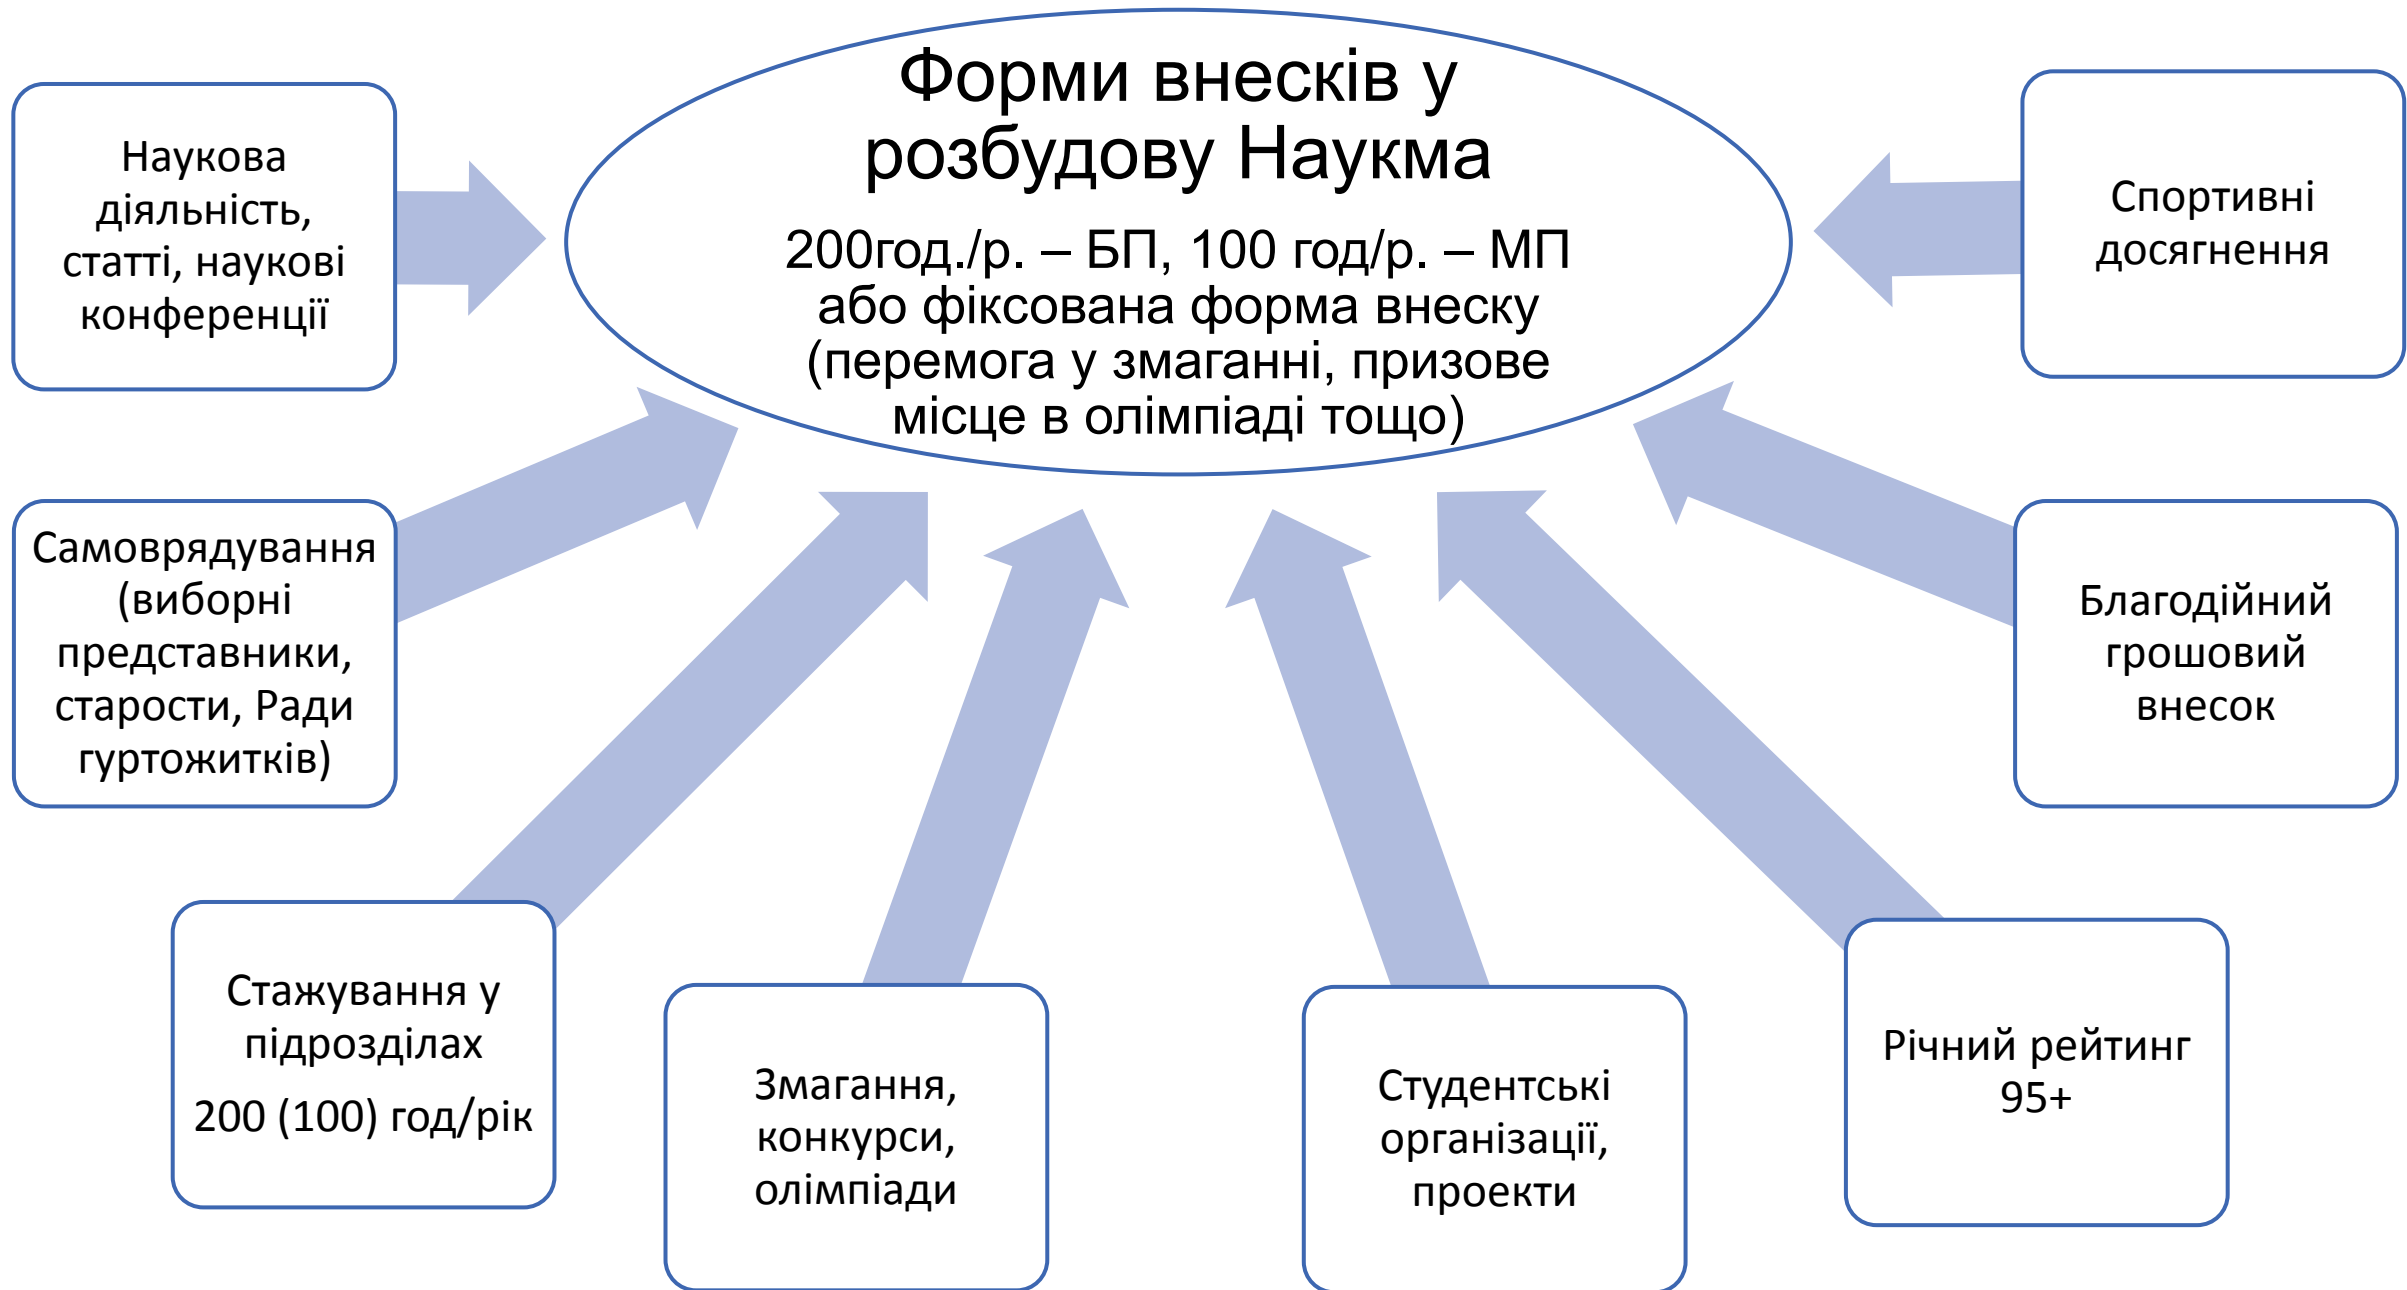 Форми внесків у
розбудову Наукма
200год./р. – БП, 100 год/р. – МП
або фіксована форма внеску
(перемога у змаганні, призове
місце в олімпіаді тощо)
Наукова
діяльність,
статті, наукові
конференції
Самоврядування
(виборні
представники,
старости, Ради
гуртожитків)
Стажування у
підрозділах
200 (100) год/рік
Змагання,
конкурси,
олімпіади
Студентські
організації,
проекти
Річний рейтинг
95+
Благодійний
грошовий
внесок
Спортивні
досягнення